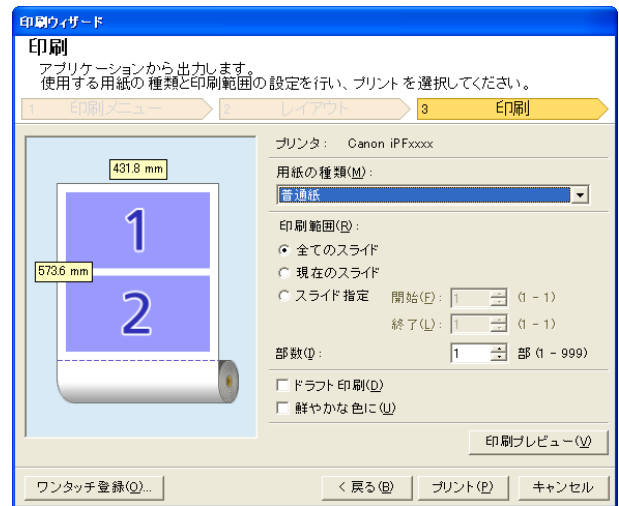 印刷ウィザード
印刷
アプリケーションから出力します。
使用する用紙の種類と印刷範囲の設定を行い、プリントを選択してください。
1 印刷メニュー 2 レイアウト 3 印刷
プリンタ: Canon iPFxxxx
431.8 mm
用紙の種類(M):
普通紙
1
印刷範囲(R):
全てのスライド
573.6 mm
現在のスライド
2
スライド指定 開始(F): 1 (1 - 1)
終了(L): 1 (1 - 1)
部数(I): 1 部 (1 - 999)
ドラフト印刷(D)
鮮やかな色に(U)
印刷プレビュー(V)
ワンタッチ登録(O)... < 戻る(B) プリント(P) キャンセル